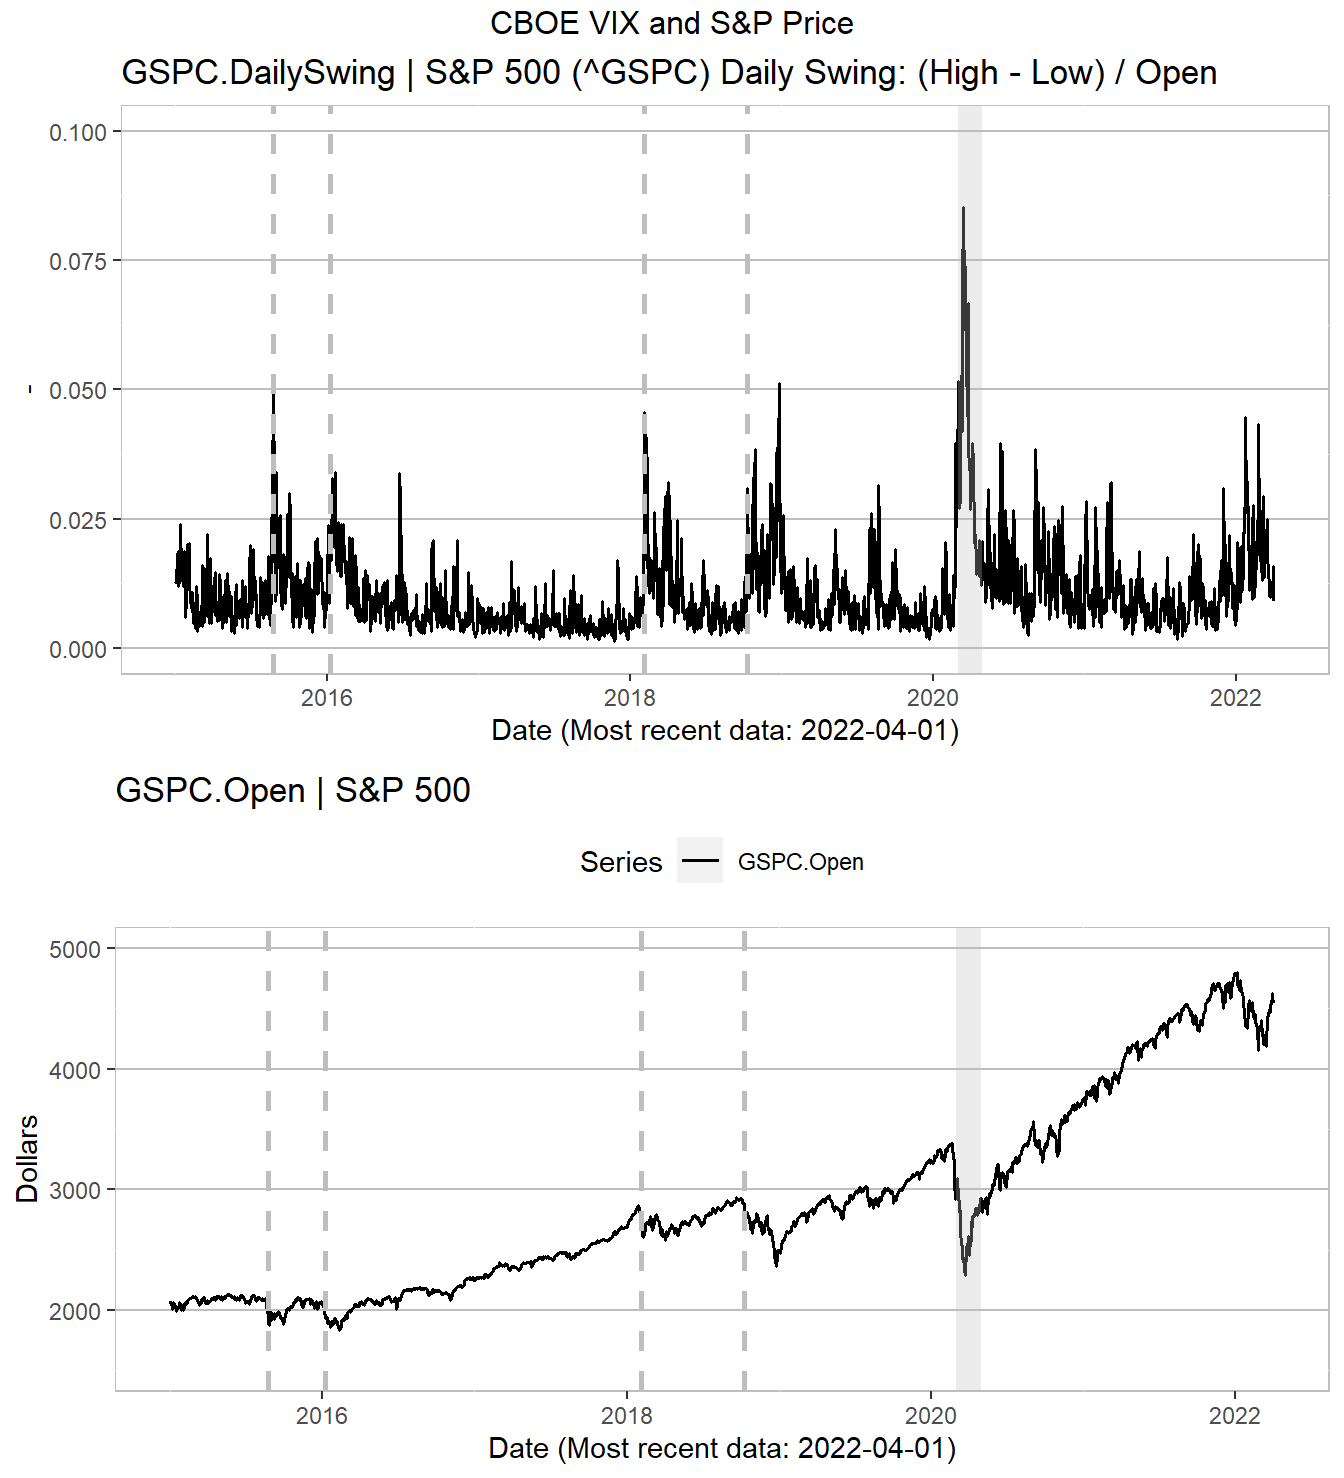 CBOE VIX and S&P Price
GSPC.DailySwing | S&P 500 (^GSPC) Daily Swing: (High - Low) / Open
0.100
0.075
0.050
0.025
0.000
-
2016 2018 2020 2022
Date (Most recent data: 2022-04-01)
GSPC.Open | S&P 500
Series GSPC.Open
5000
4000
3000
2000
Dollars
2016 2018 2020 2022
Date (Most recent data: 2022-04-01)